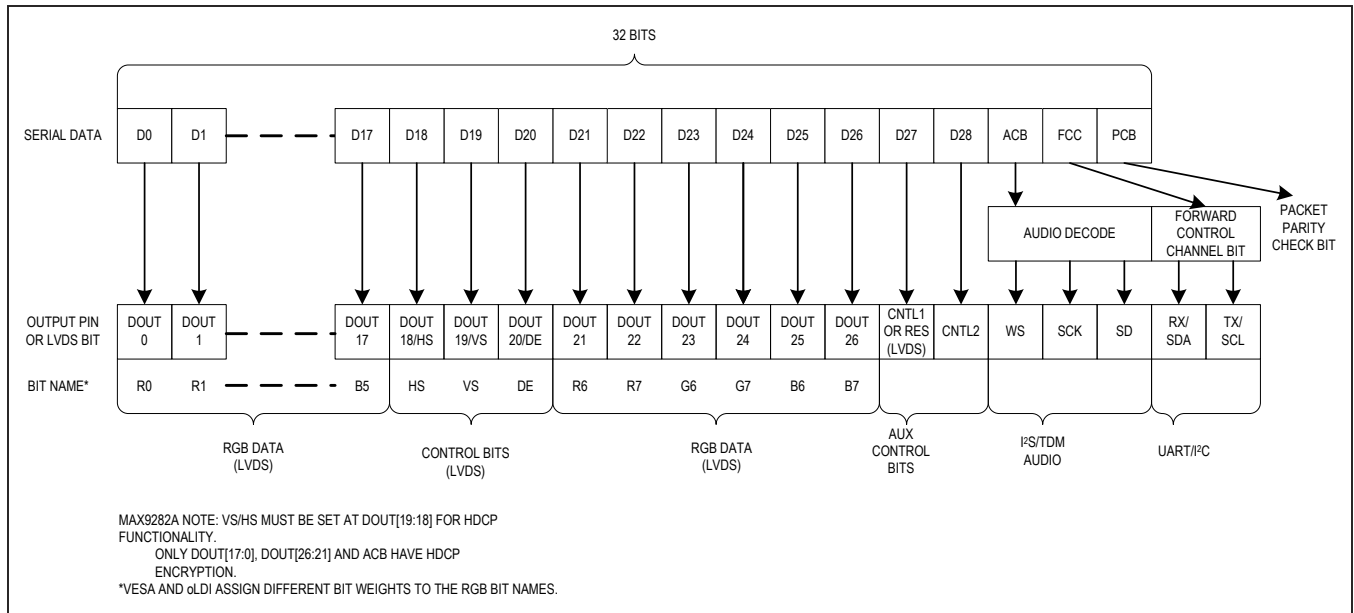 32 BITS
SERIAL DATA D0 D1 D17 D18 D19 D20 D21 D22 D23 D24 D25 D26 D27 D28 ACB FCC PCB
AUDIO DECODE
FORWARD
CONTROL
CHANNEL BIT
PACKET
PARITY
CHECK BIT
OUTPUT PIN
OR LVDS BIT
DOUT
0
DOUT
1
DOUT
17
DOUT
18/HS
DOUT
19/VS
DOUT
20/DE
DOUT
21
DOUT
22
DOUT
23
DOUT
24
DOUT
25
DOUT
26
CNTL1
OR RES
(LVDS)
CNTL2
WS
SCK
SD
RX/
SDA
TX/
SCL
BIT NAME* R0 R1 B5 HS VS DE R6 R7 G6 G7 B6 B7
RGB DATA
(LVDS)
CONTROL BITS
(LVDS)
RGB DATA
(LVDS)
AUX
CONTROL
BITS
I²S/TDM
AUDIO
UART/I²C
MAX9282A NOTE: VS/HS MUST BE SET AT DOUT[19:18] FOR HDCP
FUNCTIONALITY.
ONLY DOUT[17:0], DOUT[26:21] AND ACB HAVE HDCP
ENCRYPTION.
*VESA AND oLDI ASSIGN DIFFERENT BIT WEIGHTS TO THE RGB BIT NAMES.